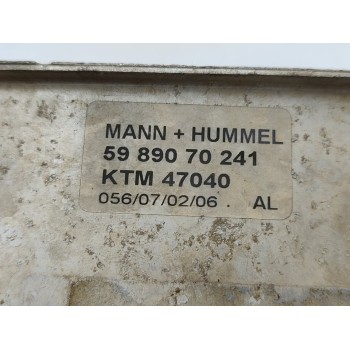 MANN + HUMMEL
59 890 70 241
KTM 47040
056/07/02/06 . AL